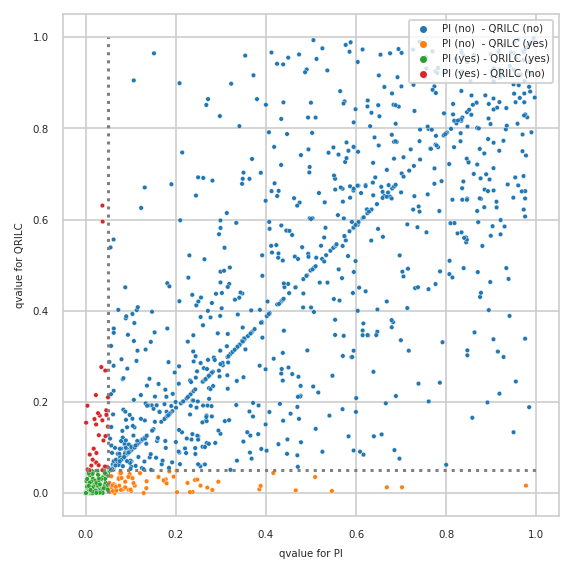 PI (no) - QRILC (no)
PI (no) - QRILC (yes)
PI (yes) - QRILC (yes)
PI (yes) - QRILC (no)
1.0
0.8
0.6
0.4
0.2
0.0
qvalue for QRILC
0.0 0.2 0.4 0.6 0.8 1.0
qvalue for PI